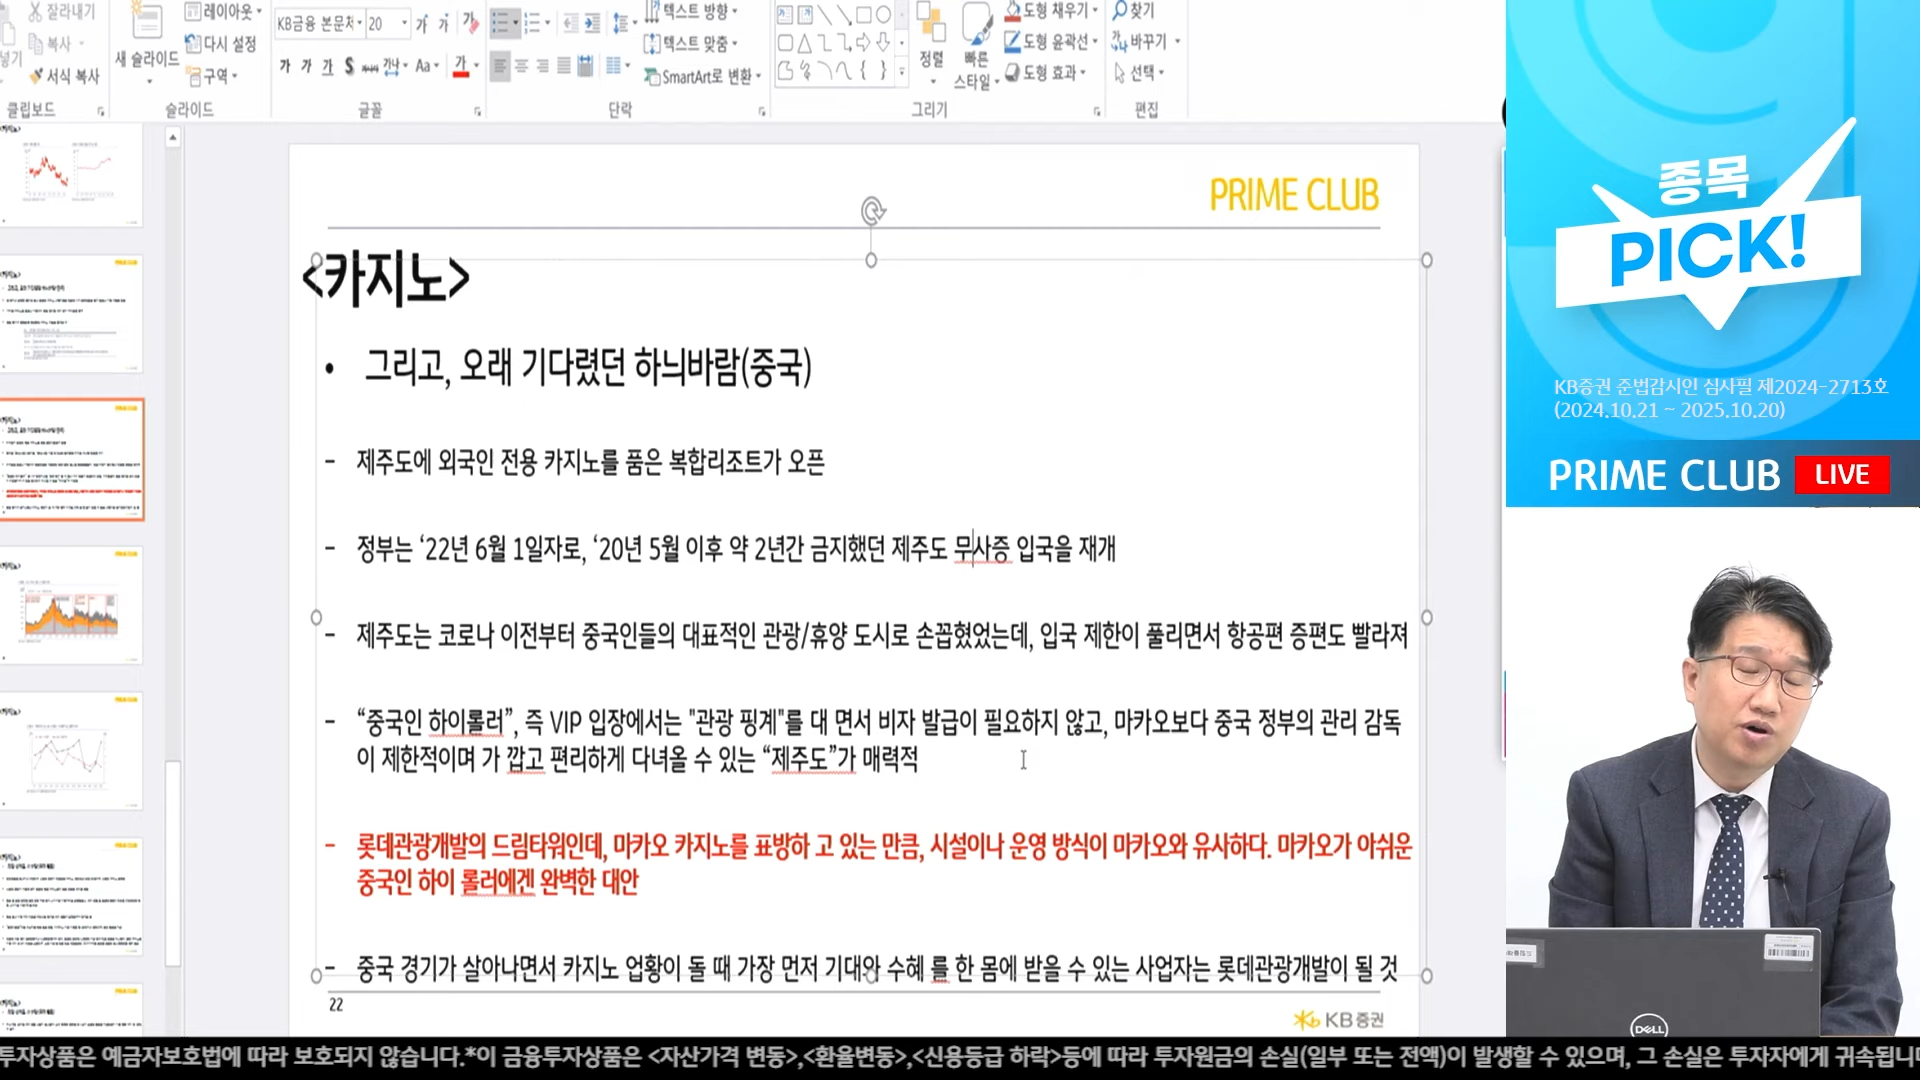 잘라내기
복사
서식 복사
클립보드
새 슬라이드
레이아웃
다시 설정
구역
슬라이드
KB금융 본문체
20
가 가 가 S
Aa
가
글꼴
텍스트 방향
텍스트 맞춤
SmartArt로 변환
단락
정렬
빠른
스타일
도형 채우기
도형 윤곽선
도형 효과
그리기
찾기
바꾸기
선택
편집
PRIME CLUB
<카지노>
• 그리고, 오래 기다렸던 하늬바람(중국)
- 제주도에 외국인 전용 카지노를 품은 복합리조트가 오픈
- 정부는 ‘22년 6월 1일자로, ‘20년 5월 이후 약 2년간 금지했던 제주도 무사증 입국을 재개
- 제주도는 코로나 이전부터 중국인들의 대표적인 관광/휴양 도시로 손꼽혔었는데, 입국 제한이 풀리면서 항공편 증편도 빨라져
- “중국인 하이롤러”, 즉 VIP 입장에서는 "관광 핑계"를 대 면서 비자 발급이 필요하지 않고, 마카오보다 중국 정부의 관리 감독
이 제한적이며 가 깝고 편리하게 다녀올 수 있는 “제주도”가 매력적
- 롯데관광개발의 드림타워인데, 마카오 카지노를 표방하 고 있는 만큼, 시설이나 운영 방식이 마카오와 유사하다. 마카오가 아쉬운
중국인 하이 롤러에겐 완벽한 대안
- 중국 경기가 살아나면서 카지노 업황이 돌 때 가장 먼저 기대와 수혜 를 한 몸에 받을 수 있는 사업자는 롯데관광개발이 될 것
22
KB증권
종목
PICK!
KB증권 준법감시인 심사필 제2024-2713호
(2024.10.21 ~ 2025.10.20)
PRIME CLUB LIVE
DELL
투자상품은 예금자보호법에 따라 보호되지 않습니다.*이 금융투자상품은 <자산가격 변동>,<환율변동>,<신용등급 하락>등에 따라 투자원금의 손실(일부 또는 전액)이 발생할 수 있으며, 그 손실은 투자자에게 귀속됩니다